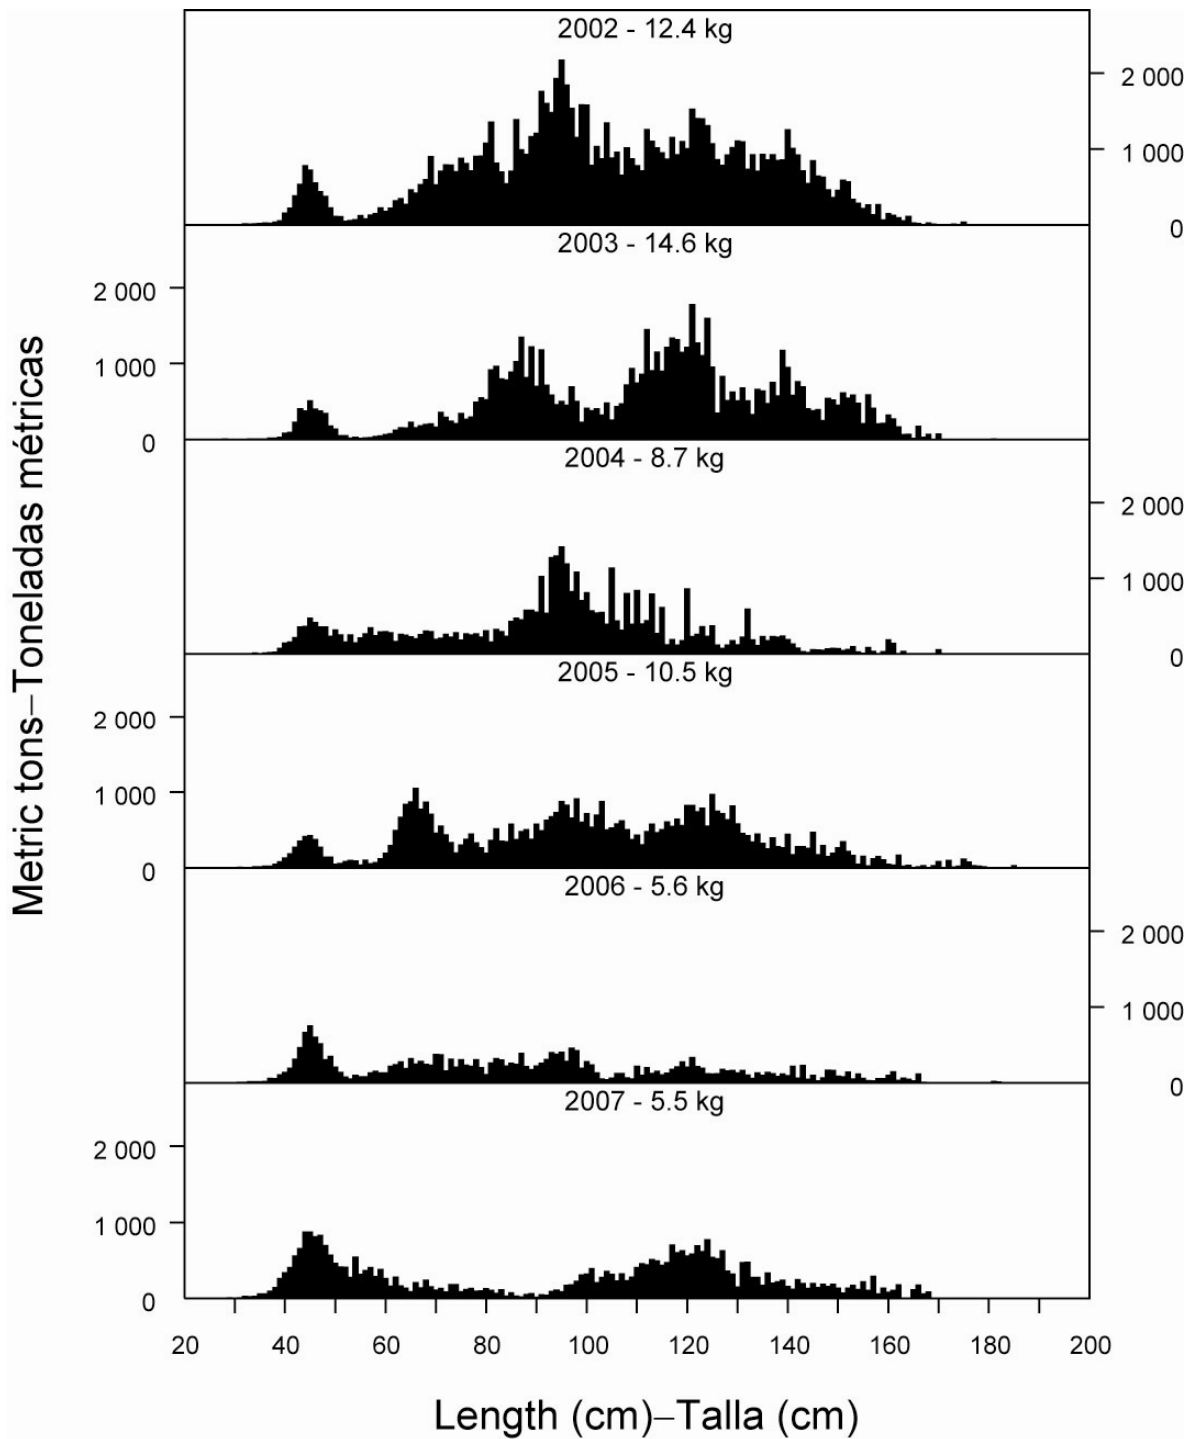 2002 - 12.4 kg
2 000
1 000
0
2003 - 14.6 kg
2 000
1 000
0
2004 - 8.7 kg
2 000
1 000
0
2005 - 10.5 kg
2 000
1 000
0
2006 - 5.6 kg
2 000
1 000
0
2007 - 5.5 kg
2 000
1 000
0
Metric tons–Toneladas métricas
20 40 60 80 100 120 140 160 180 200
Length (cm)–Talla (cm)